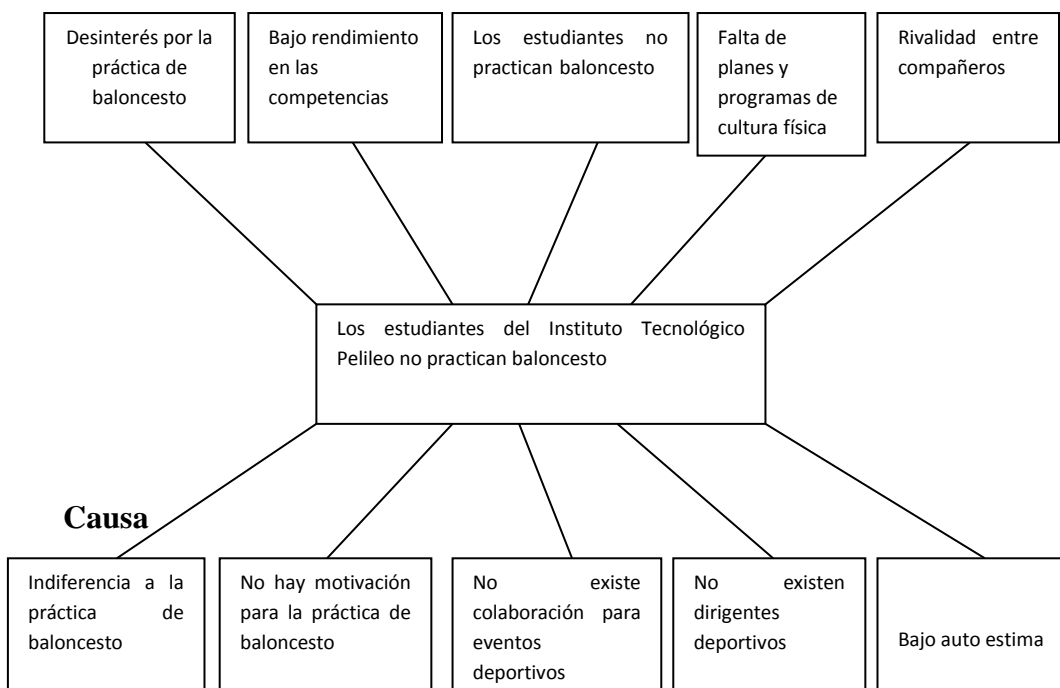 Desinterés por la
práctica de
baloncesto
Bajo rendimiento
en las
competencias
Los estudiantes no
practican baloncesto
Falta de
planes y
programas de
cultura física
Rivalidad entre
compañeros
Los estudiantes del Instituto Tecnológico
Pelileo no practican baloncesto
Causa
Indiferencia a la
práctica de
baloncesto
No hay motivación
para la práctica de
baloncesto
No existe
colaboración para
eventos
deportivos
No existen
dirigentes
deportivos
Bajo auto estima